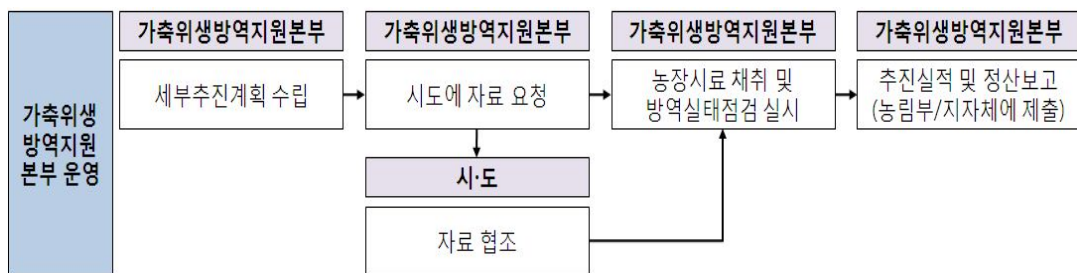 가축위생
방역지원
본부 운영
가축위생방역지원본부
세부추진계획 수립
가축위생방역지원본부
시도에 자료 요청
시·도
자료 협조
가축위생방역지원본부
농장시료 채취 및
방역실태점검 실시
가축위생방역지원본부
추진실적 및 정산보고
(농림부/지자체에 제출)